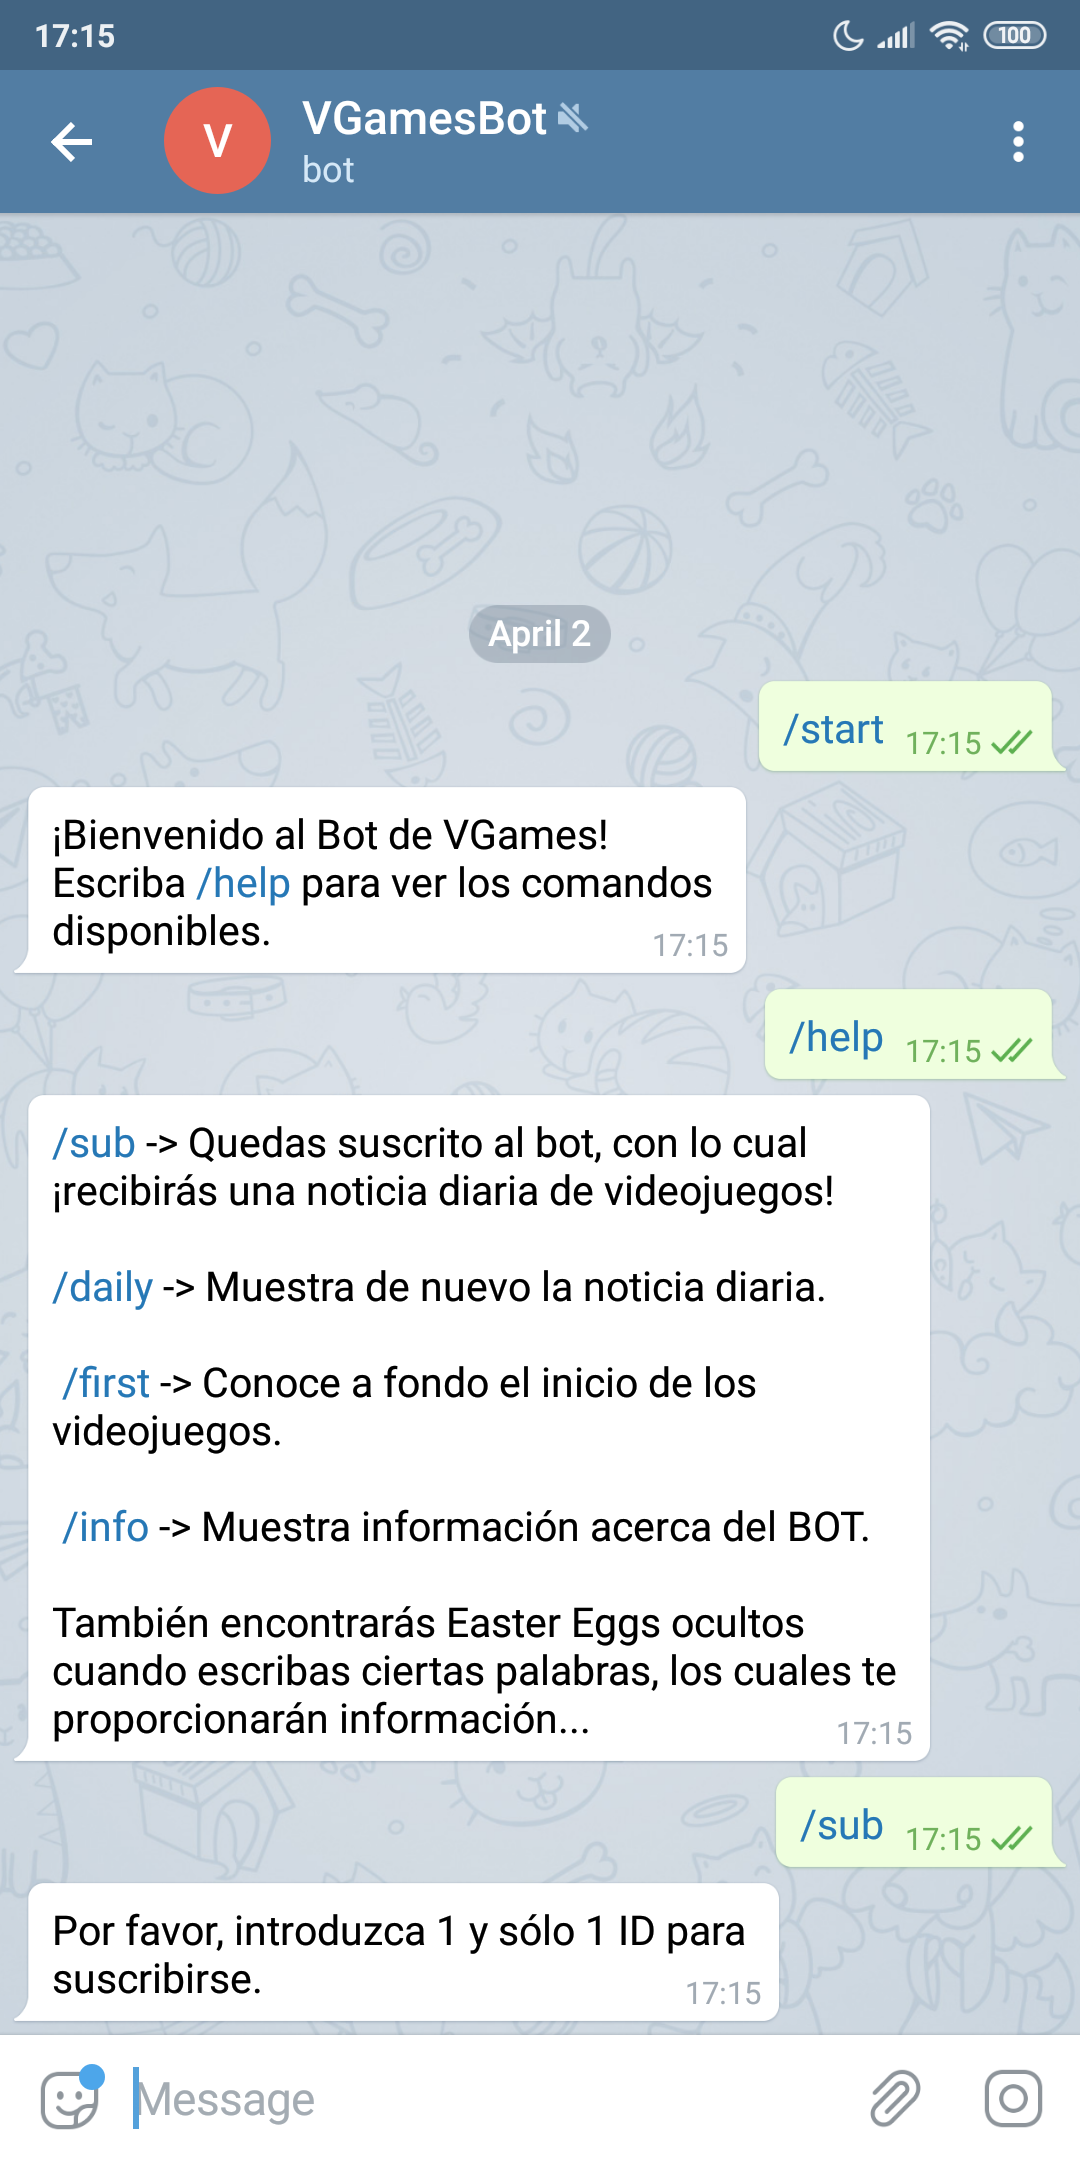 17:15
100
V
VGamesBot
bot
April 2
/start 17:15
¡Bienvenido al Bot de VGames!
Escriba /help para ver los comandos
disponibles.
17:15
/help 17:15
/sub -> Quedas suscrito al bot, con lo cual
¡recibirás una noticia diaria de videojuegos!
/daily -> Muestra de nuevo la noticia diaria.
/first -> Conoce a fondo el inicio de los
videojuegos.
/info -> Muestra información acerca del BOT.
También encontrarás Easter Eggs ocultos
cuando escribas ciertas palabras, los cuales te
proporcionarán información...
17:15
/sub 17:15
Por favor, introduzca 1 y sólo 1 ID para
suscribirse.
17:15
Message